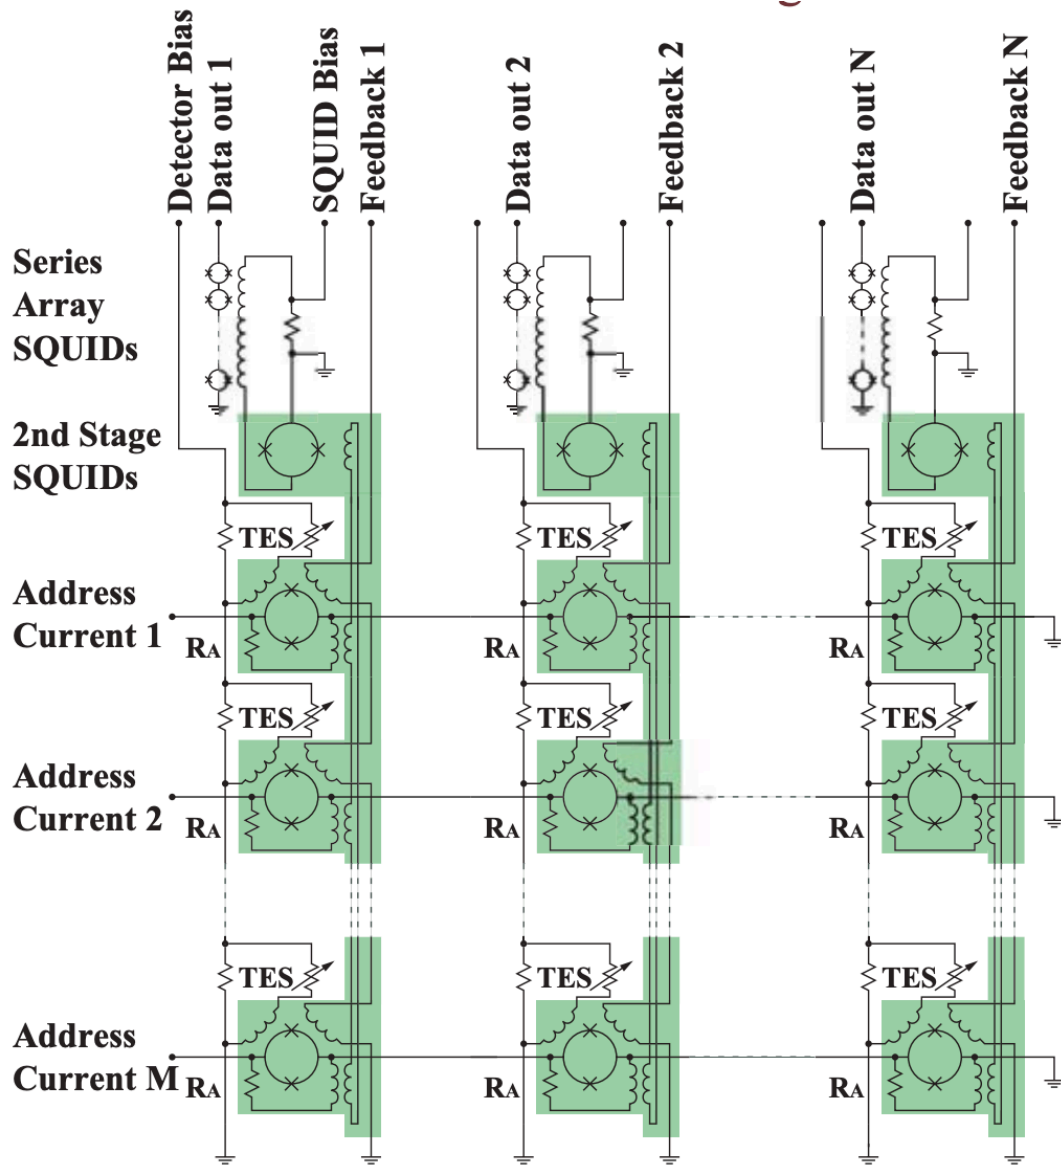 Detector Bias
Data out 1
SQUID Bias
Feedback 1
Data out 2
Feedback 2
Data out N
Feedback N
Series
Array
SQUIDs
2nd Stage
SQUIDs
TES TES TES
Address
Current 1
RA RA RA
TES TES TES
Address
Current 2
RA RA RA
TES TES TES
Address
Current M
RA RA RA